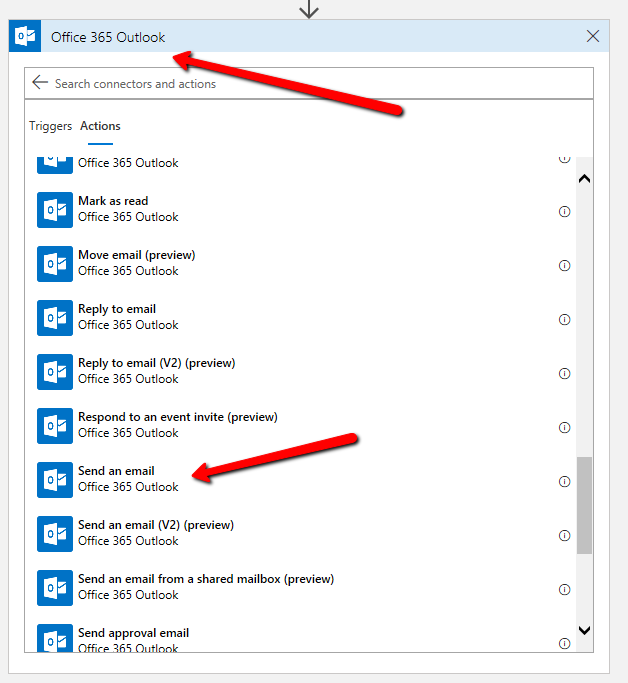 Office 365 Outlook
Search connectors and actions
Triggers Actions
Office 365 Outlook
Mark as read
Office 365 Outlook
Move email (preview)
Office 365 Outlook
Reply to email
Office 365 Outlook
Reply to email (V2) (preview)
Office 365 Outlook
Respond to an event invite (preview)
Office 365 Outlook
Send an email
Office 365 Outlook
Send an email (V2) (preview)
Office 365 Outlook
Send an email from a shared mailbox (preview)
Office 365 Outlook
Send approval email
Office 365 Outlook